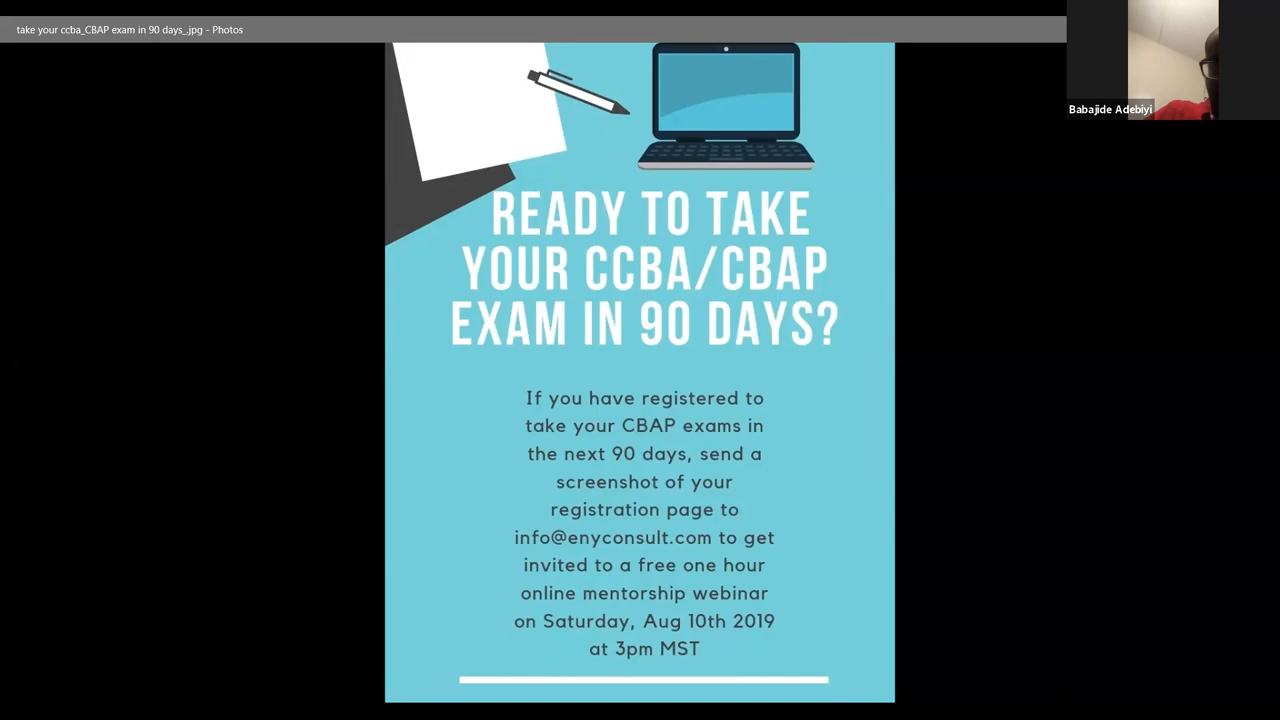 take your ccba_CBAP exam in 90 days_.jpg - Photos
Babajide Adebiyi
READY TO TAKE
YOUR CCBA/CBAP
EXAM IN 90 DAYS?
If you have registered to
take your CBAP exams in
the next 90 days, send a
screenshot of your
registration page to
info@enyconsult.com to get
invited to a free one hour
online mentorship webinar
on Saturday, Aug 10th 2019
at 3pm MST